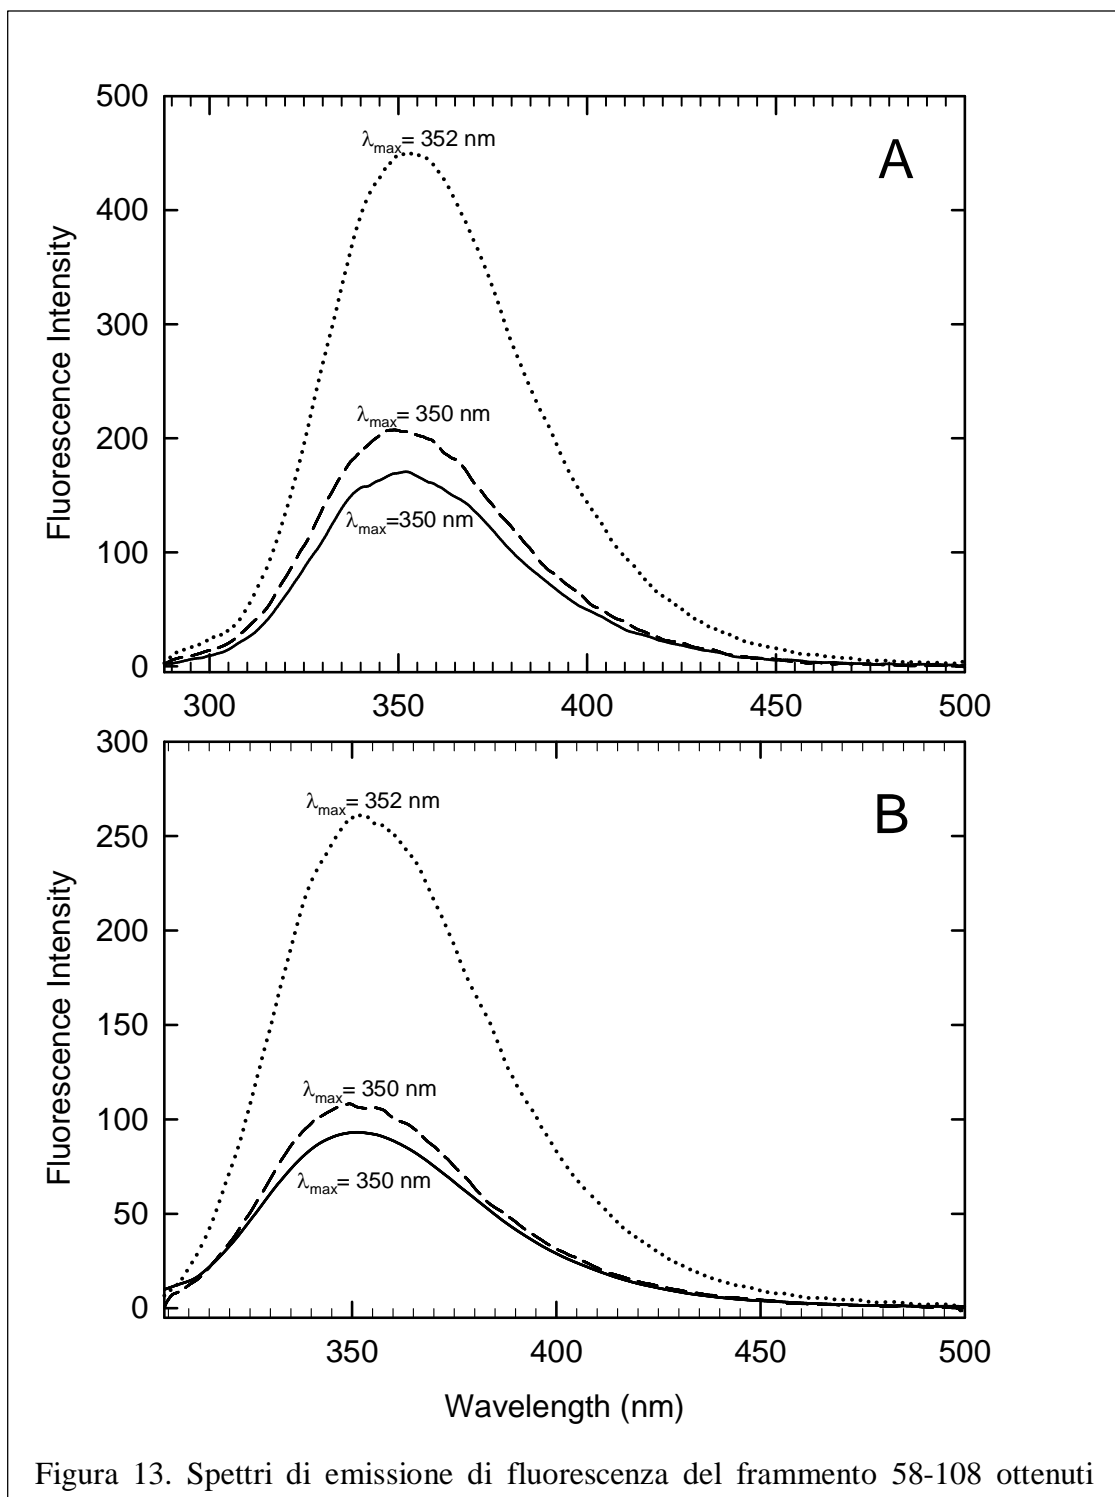 500
400
300
200
100
0
Fluorescence Intensity
λmax= 352 nm
A
λmax= 350 nm
λmax=350 nm
300
350
400
450
500
300
250
200
150
100
50
0
Fluorescence Intensity
λmax= 352 nm
B
λmax= 350 nm
λmax= 350 nm
350
400
450
500
Wavelength (nm)
Figura 13. Spettri di emissione di fluorescenza del frammento 58-108 ottenuti